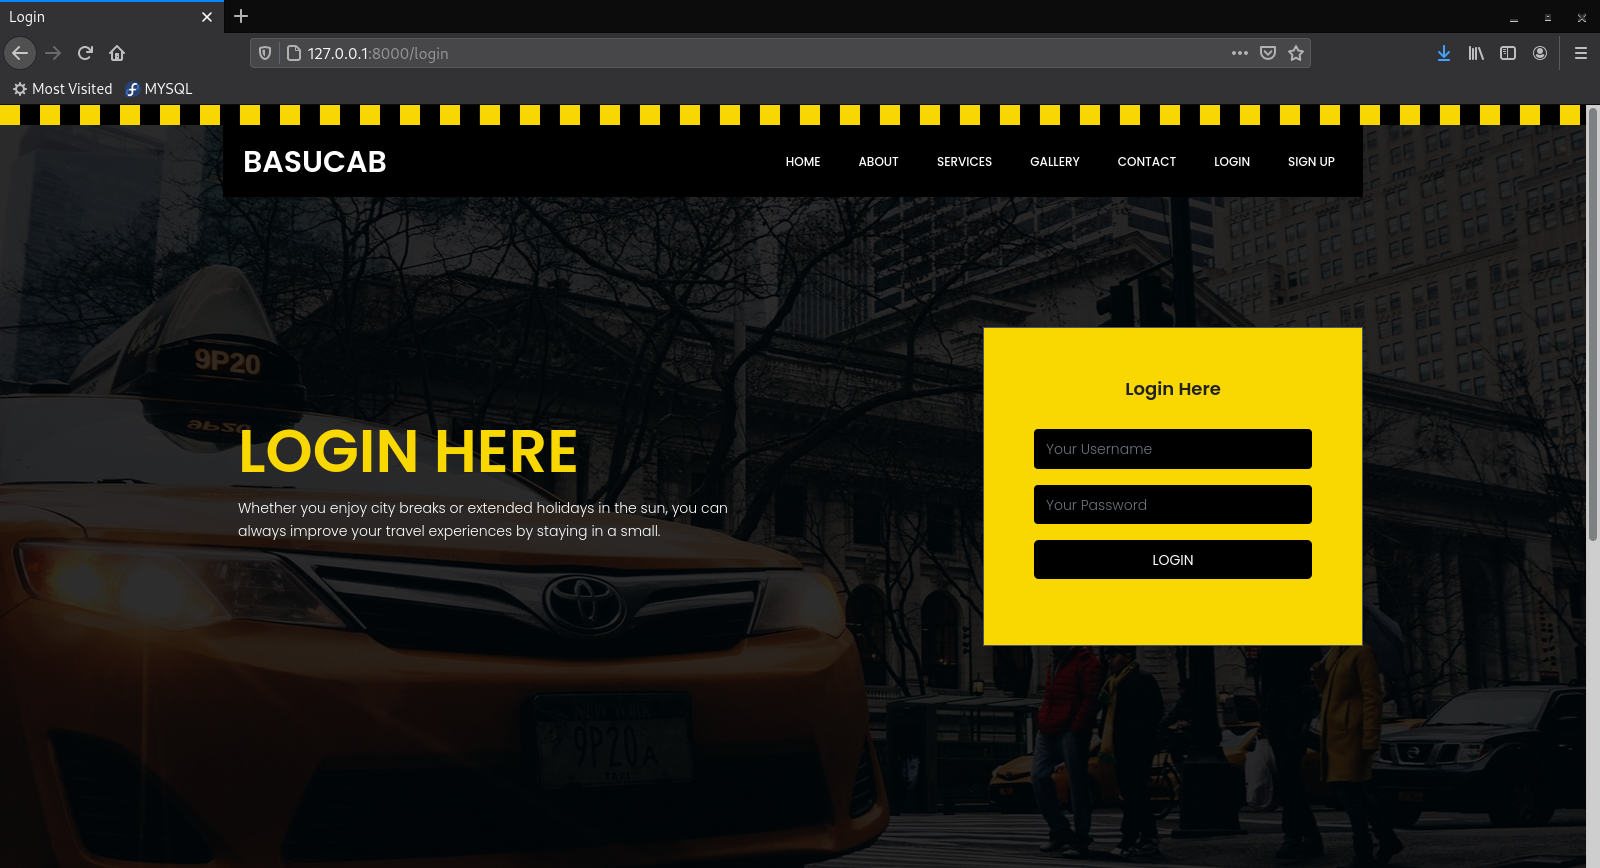 Login
127.0.0.1:8000/login
Most Visited MYSQL
BASUCAB
HOME ABOUT SERVICES GALLERY CONTACT LOGIN SIGN UP
9P20
Login Here
LOGIN HERE
Your Username
Whether you enjoy city breaks or extended holidays in the sun, you can
always improve your travel experiences by staying in a small.
Your Password
LOGIN
9P20A